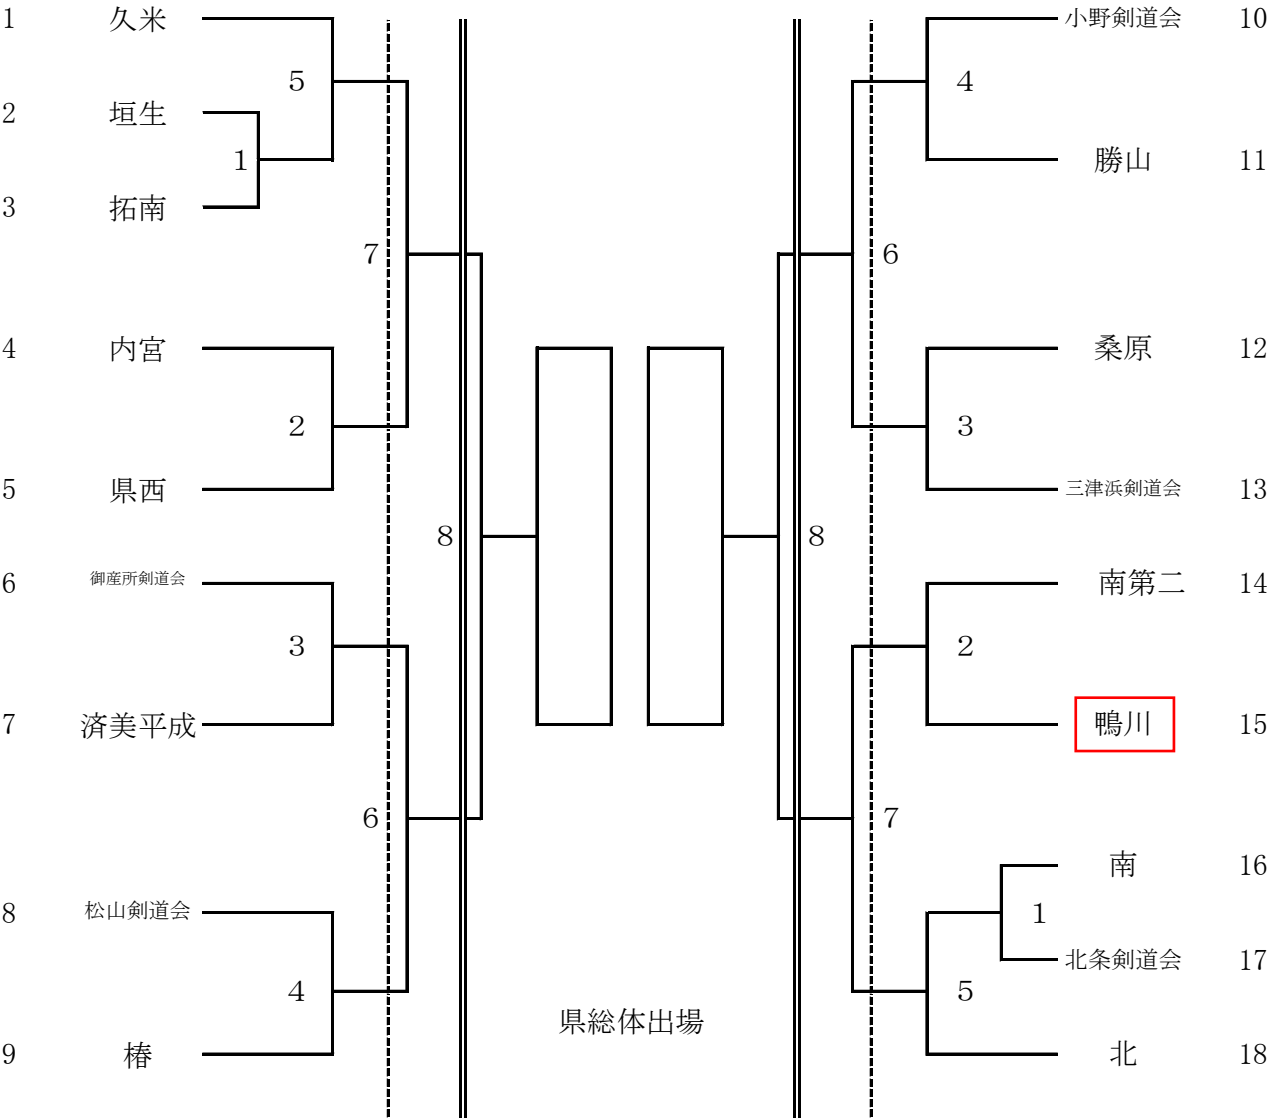 1 久米
5
2 垣生
1
3 拓南
7
4 内宮
2
5 県西
8
6 御産所剣道会
3
7 済美平成
6
8 松山剣道会
4
9 椿
小野剣道会 10
4
勝山 11
6
桑原 12
3
三津浜剣道会 13
8
南第二 14
2
鴨川 15
7
南 16
1
北条剣道会 17
5
北 18
県総体出場